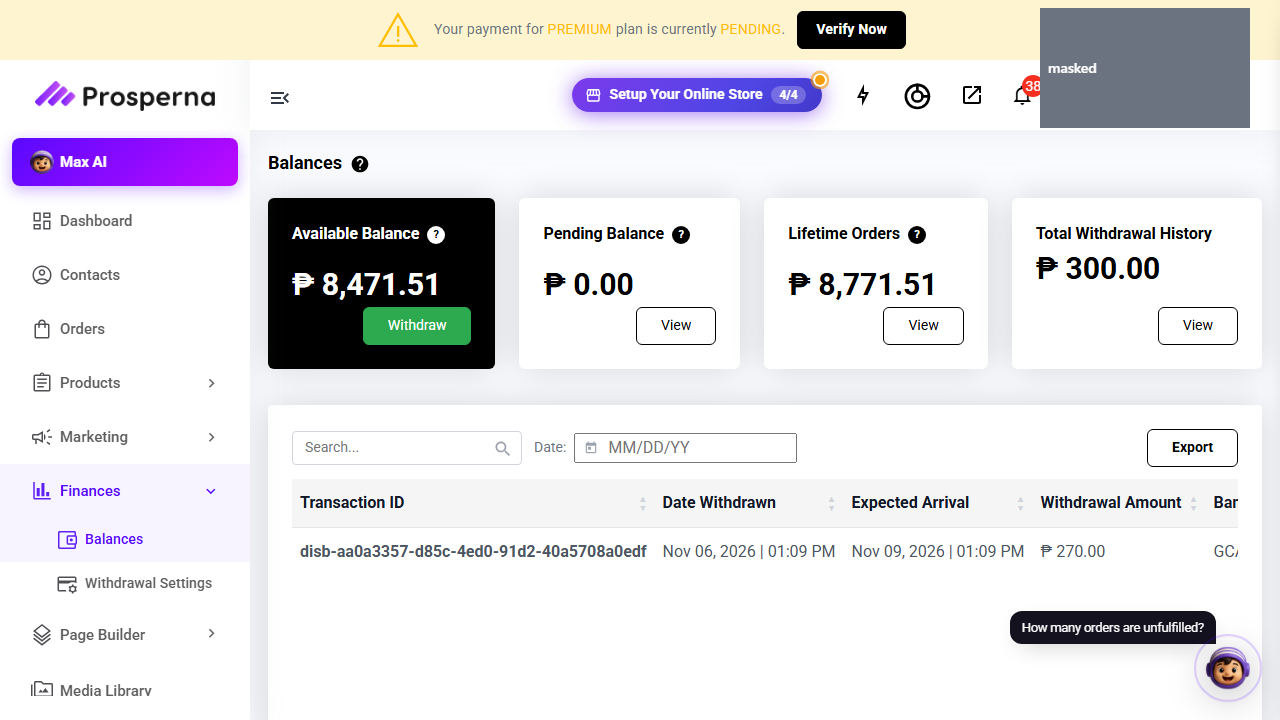 Your payment for PREMIUM plan is currently PENDING.
Verify Now
masked
Prosperna
Setup Your Online Store 4/4
38
Max AI
Dashboard
Contacts
Orders
Products
Marketing
Finances
Balances
Withdrawal Settings
Page Builder
Media Library
Balances
Available Balance
₱ 8,471.51
Withdraw
Pending Balance
₱ 0.00
View
Lifetime Orders
₱ 8,771.51
View
Total Withdrawal History
₱ 300.00
View
Search...
Date:
MM/DD/YY
Export
Transaction ID Date Withdrawn Expected Arrival Withdrawal Amount Bar
disb-aa0a3357-d85c-4ed0-91d2-40a5708a0edf Nov 06, 2026 | 01:09 PM Nov 09, 2026 | 01:09 PM ₱ 270.00 GCA
How many orders are unfulfilled?